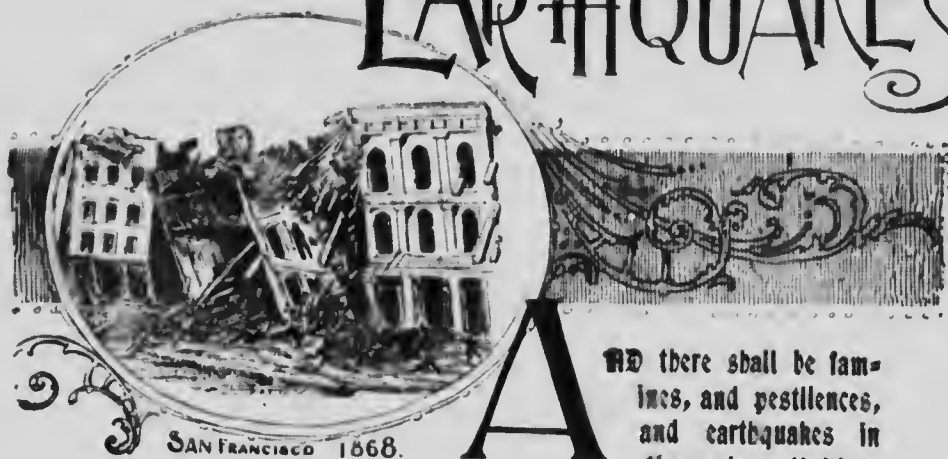 EARTHQUAKES
SAN FRANCISCO 1868.
AND there shall be fam=
ines, and pestilences,
and earthquakes in